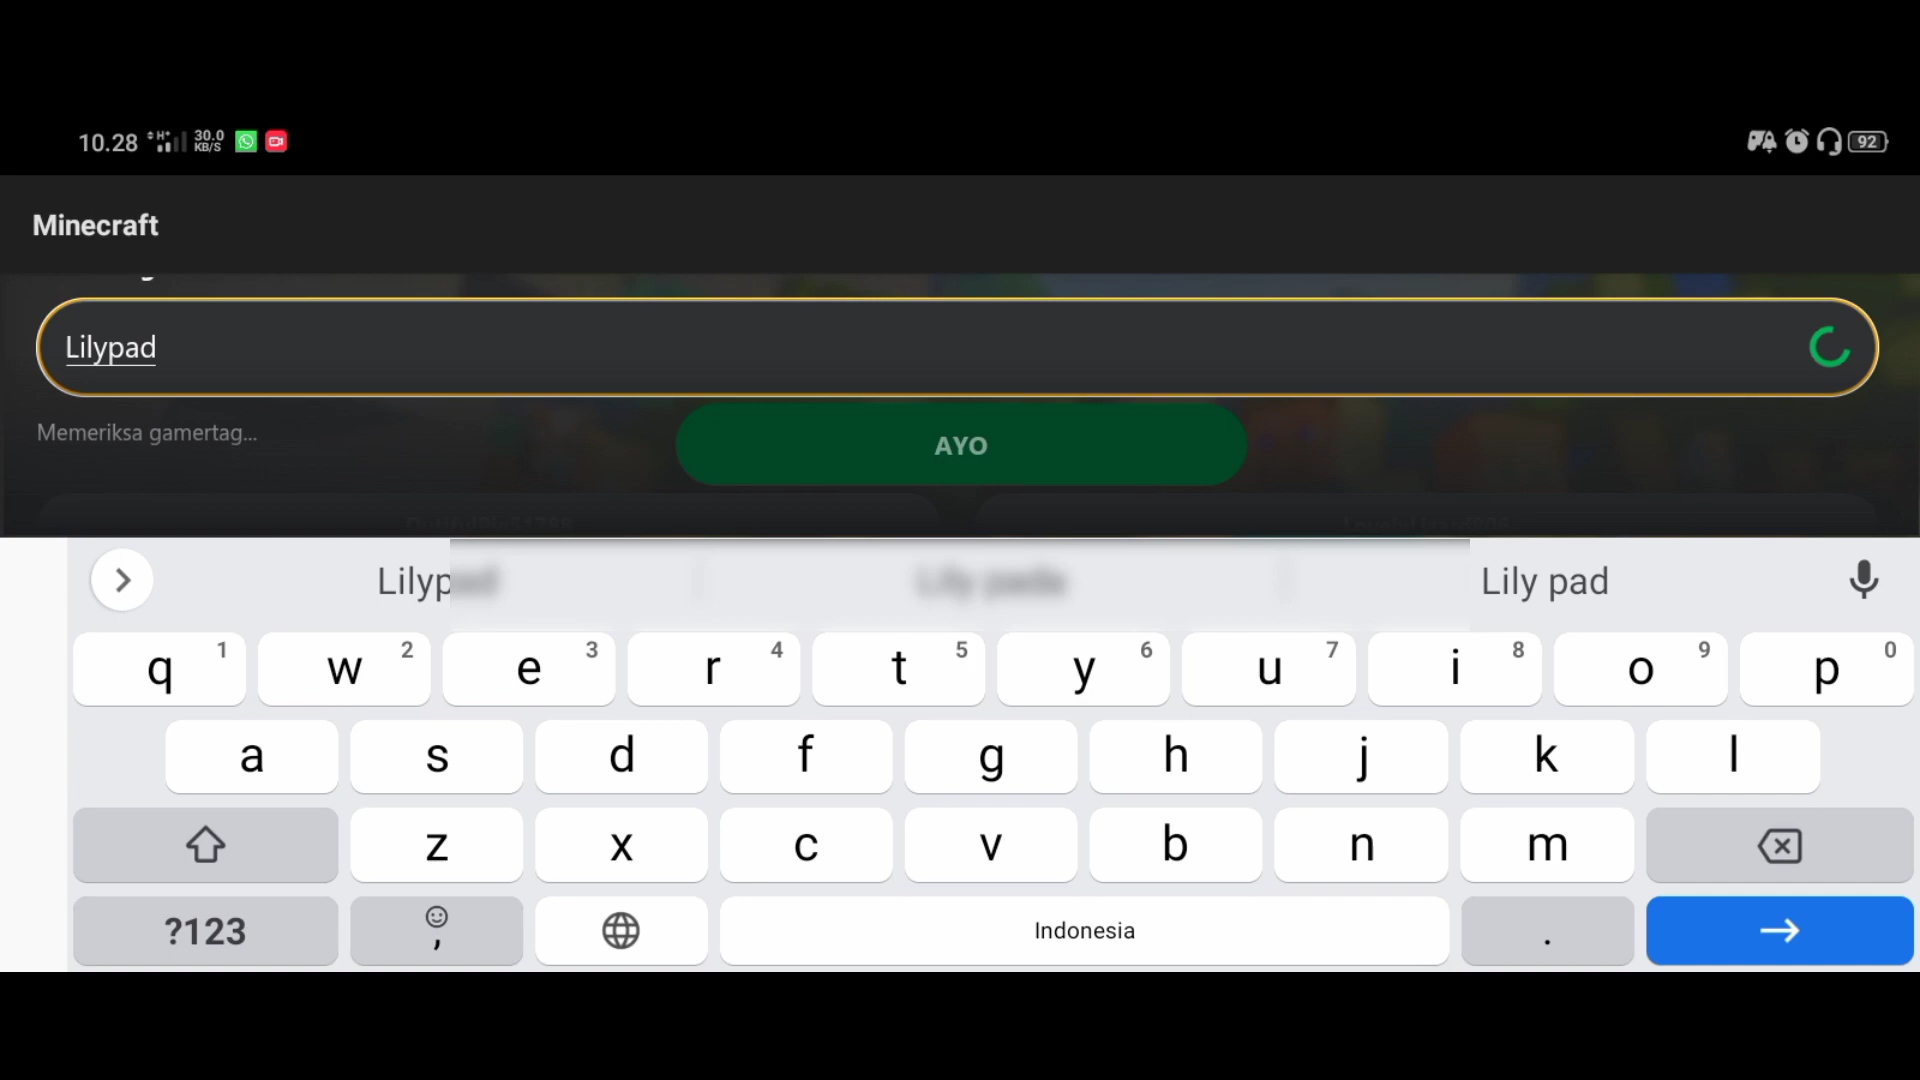 10.28 H+ 30.0 KB/S 92
Minecraft
Lilypad
Memeriksa gamertag...
AYO
Lily pad
q 1 w 2 e 3 r 4 t 5 y 6 u 7 i 8 o 9 p 0
a s d f g h j k l
z x c v b n m
?123 , Indonesia .